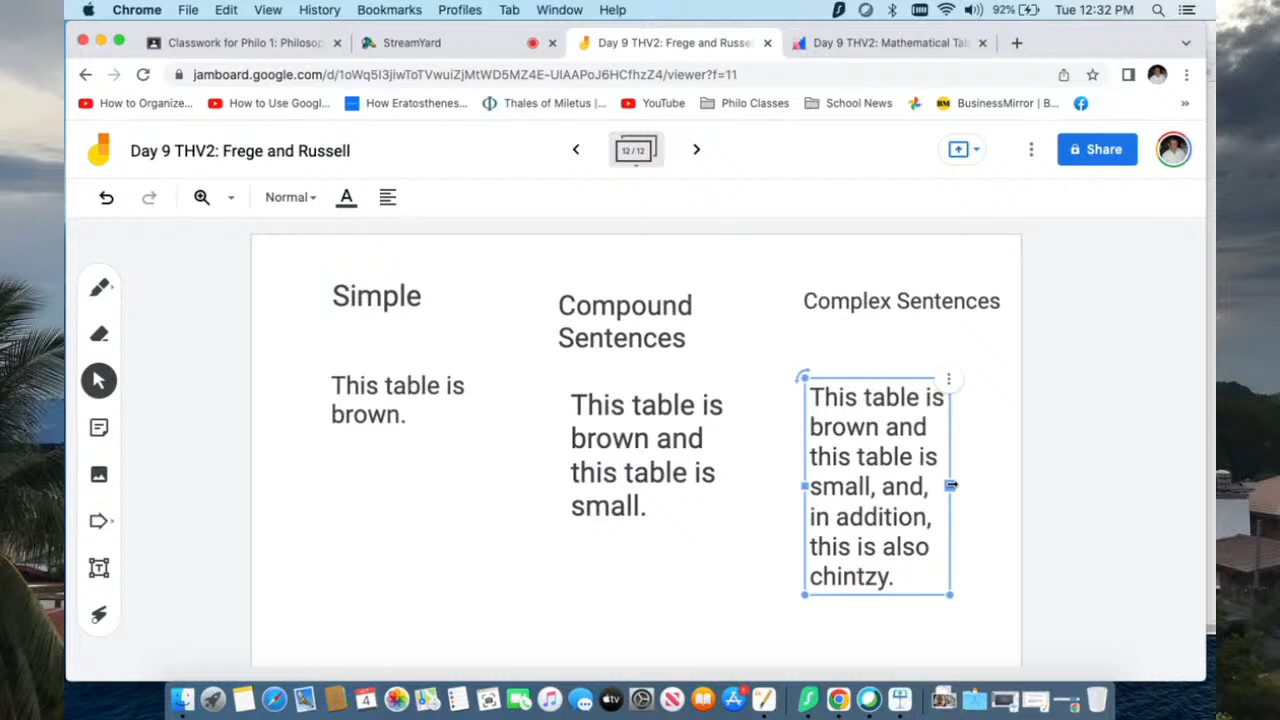 Chrome File Edit View History Bookmarks Profiles Tab Window Help 92% Tue 12:32 PM
Classwork for Philo 1: Philosop
StreamYard
Day 9 THV2: Frege and Russel
Day 9 THV2: Mathematical Tab
jamboard.google.com/d/1oWq5I3jiwToTVwuiZjMtWD5MZ4E-UIAAPoJ6HCfhzZ4/viewer?f=11
How to Organize... How to Use Googl... How Eratosthenes... Thales of Miletus |... YouTube Philo Classes School News BM BusinessMirror | B...
Day 9 THV2: Frege and Russell
12 / 12
Share
Normal
Simple
This table is
brown.
Compound
Sentences
This table is
brown and
this table is
small.
Complex Sentences
This table is
brown and
this table is
small, and,
in addition,
this is also
chintzy.
4
tv